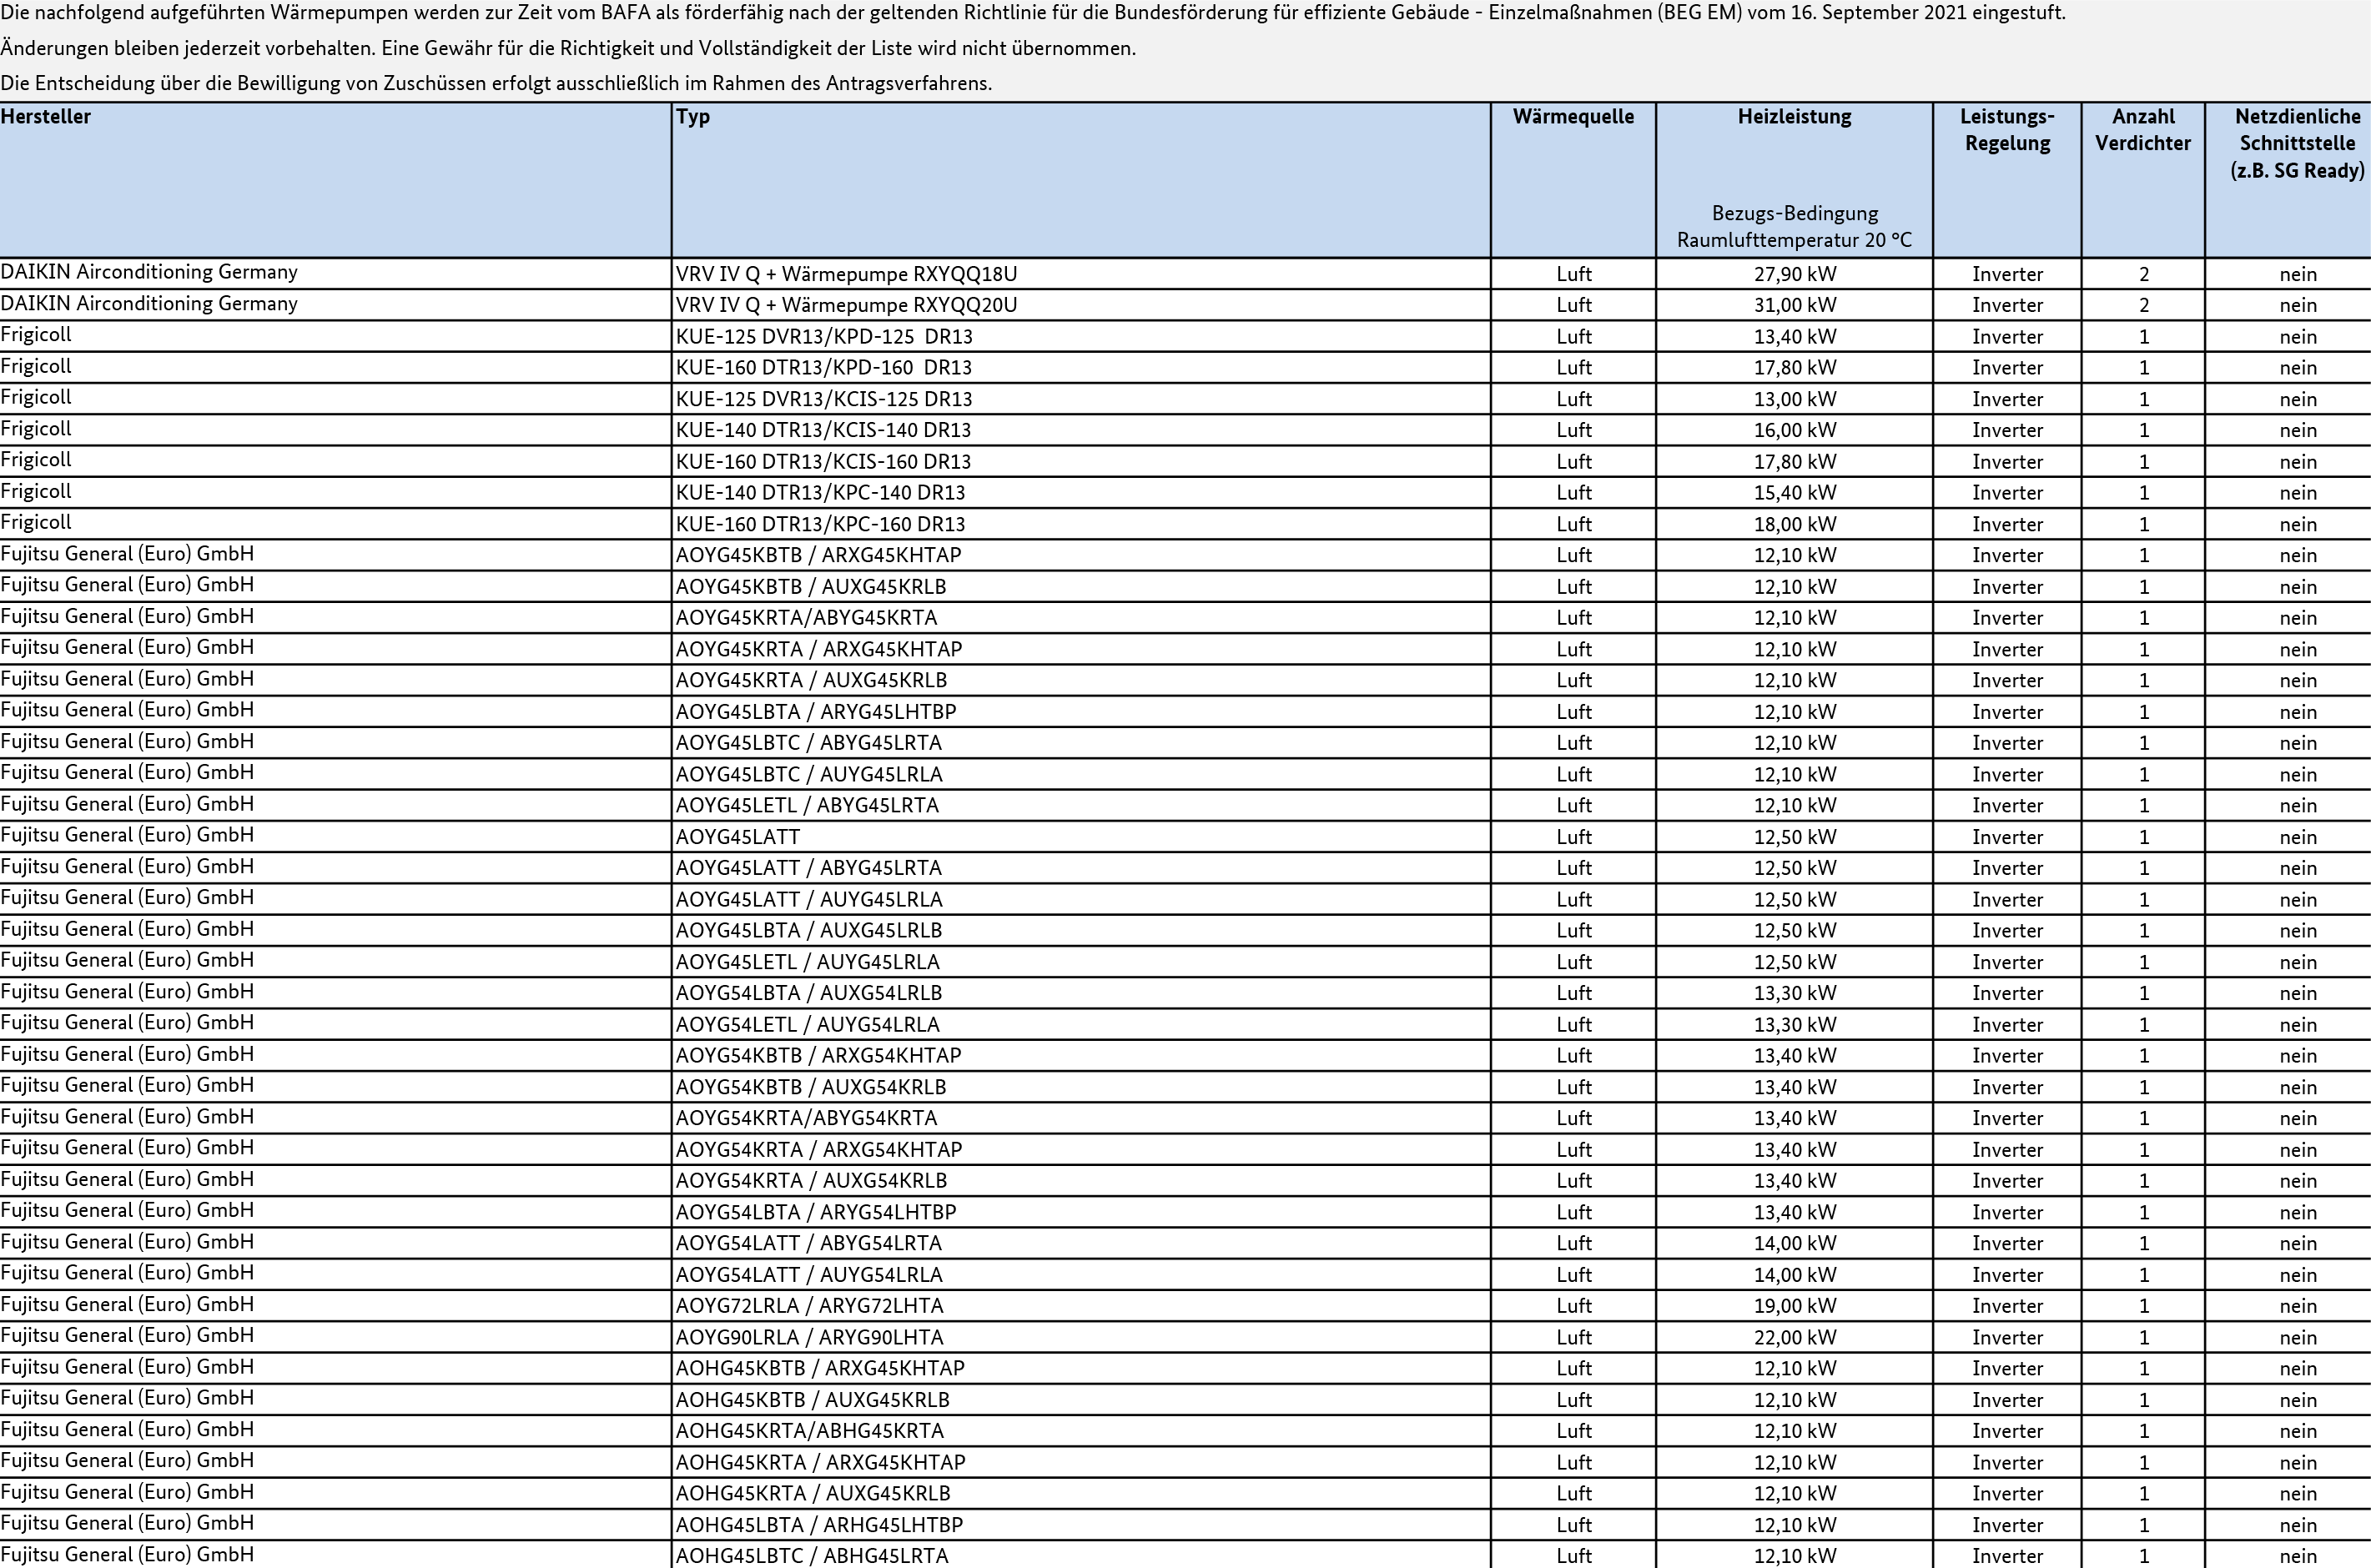 Die nachfolgend aufgeführten Wärmepumpen werden zur Zeit vom BAFA als förderfähig nach der geltenden Richtlinie für die Bundesförderung für effiziente Gebäude - Einzelmaßnahmen (BEG EM) vom 16. September 2021 eingestuft.
Änderungen bleiben jederzeit vorbehalten. Eine Gewähr für die Richtigkeit und Vollständigkeit der Liste wird nicht übernommen.
Die Entscheidung über die Bewilligung von Zuschüssen erfolgt ausschließlich im Rahmen des Antragsverfahrens.
Hersteller Typ Wärmequelle Heizleistung Leistungs- Anzahl Netzdienliche
Regelung Verdichter Schnittstelle
(z.B. SG Ready)
Bezugs-Bedingung
Raumlufttemperatur 20 °C
DAIKIN Airconditioning Germany VRV IV Q + Wärmepumpe RXYQQ18U Luft 27,90 kW Inverter 2 nein
DAIKIN Airconditioning Germany VRV IV Q + Wärmepumpe RXYQQ20U Luft 31,00 kW Inverter 2 nein
Frigicoll KUE-125 DVR13/KPD-125  DR13 Luft 13,40 kW Inverter 1 nein
Frigicoll KUE-160 DTR13/KPD-160  DR13 Luft 17,80 kW Inverter 1 nein
Frigicoll KUE-125 DVR13/KCIS-125 DR13 Luft 13,00 kW Inverter 1 nein
Frigicoll KUE-140 DTR13/KCIS-140 DR13 Luft 16,00 kW Inverter 1 nein
Frigicoll KUE-160 DTR13/KCIS-160 DR13 Luft 17,80 kW Inverter 1 nein
Frigicoll KUE-140 DTR13/KPC-140 DR13 Luft 15,40 kW Inverter 1 nein
Frigicoll KUE-160 DTR13/KPC-160 DR13 Luft 18,00 kW Inverter 1 nein
Fujitsu General (Euro) GmbH AOYG45KBTB / ARXG45KHTAP Luft 12,10 kW Inverter 1 nein
Fujitsu General (Euro) GmbH AOYG45KBTB / AUXG45KRLB Luft 12,10 kW Inverter 1 nein
Fujitsu General (Euro) GmbH AOYG45KRTA/ABYG45KRTA Luft 12,10 kW Inverter 1 nein
Fujitsu General (Euro) GmbH AOYG45KRTA / ARXG45KHTAP Luft 12,10 kW Inverter 1 nein
Fujitsu General (Euro) GmbH AOYG45KRTA / AUXG45KRLB Luft 12,10 kW Inverter 1 nein
Fujitsu General (Euro) GmbH AOYG45LBTA / ARYG45LHTBP Luft 12,10 kW Inverter 1 nein
Fujitsu General (Euro) GmbH AOYG45LBTC / ABYG45LRTA Luft 12,10 kW Inverter 1 nein
Fujitsu General (Euro) GmbH AOYG45LBTC / AUYG45LRLA Luft 12,10 kW Inverter 1 nein
Fujitsu General (Euro) GmbH AOYG45LETL / ABYG45LRTA Luft 12,10 kW Inverter 1 nein
Fujitsu General (Euro) GmbH AOYG45LATT Luft 12,50 kW Inverter 1 nein
Fujitsu General (Euro) GmbH AOYG45LATT / ABYG45LRTA Luft 12,50 kW Inverter 1 nein
Fujitsu General (Euro) GmbH AOYG45LATT / AUYG45LRLA Luft 12,50 kW Inverter 1 nein
Fujitsu General (Euro) GmbH AOYG45LBTA / AUXG45LRLB Luft 12,50 kW Inverter 1 nein
Fujitsu General (Euro) GmbH AOYG45LETL / AUYG45LRLA Luft 12,50 kW Inverter 1 nein
Fujitsu General (Euro) GmbH AOYG54LBTA / AUXG54LRLB Luft 13,30 kW Inverter 1 nein
Fujitsu General (Euro) GmbH AOYG54LETL / AUYG54LRLA Luft 13,30 kW Inverter 1 nein
Fujitsu General (Euro) GmbH AOYG54KBTB / ARXG54KHTAP Luft 13,40 kW Inverter 1 nein
Fujitsu General (Euro) GmbH AOYG54KBTB / AUXG54KRLB Luft 13,40 kW Inverter 1 nein
Fujitsu General (Euro) GmbH AOYG54KRTA/ABYG54KRTA Luft 13,40 kW Inverter 1 nein
Fujitsu General (Euro) GmbH AOYG54KRTA / ARXG54KHTAP Luft 13,40 kW Inverter 1 nein
Fujitsu General (Euro) GmbH AOYG54KRTA / AUXG54KRLB Luft 13,40 kW Inverter 1 nein
Fujitsu General (Euro) GmbH AOYG54LBTA / ARYG54LHTBP Luft 13,40 kW Inverter 1 nein
Fujitsu General (Euro) GmbH AOYG54LATT / ABYG54LRTA Luft 14,00 kW Inverter 1 nein
Fujitsu General (Euro) GmbH AOYG54LATT / AUYG54LRLA Luft 14,00 kW Inverter 1 nein
Fujitsu General (Euro) GmbH AOYG72LRLA / ARYG72LHTA Luft 19,00 kW Inverter 1 nein
Fujitsu General (Euro) GmbH AOYG90LRLA / ARYG90LHTA Luft 22,00 kW Inverter 1 nein
Fujitsu General (Euro) GmbH AOHG45KBTB / ARXG45KHTAP Luft 12,10 kW Inverter 1 nein
Fujitsu General (Euro) GmbH AOHG45KBTB / AUXG45KRLB Luft 12,10 kW Inverter 1 nein
Fujitsu General (Euro) GmbH AOHG45KRTA/ABHG45KRTA Luft 12,10 kW Inverter 1 nein
Fujitsu General (Euro) GmbH AOHG45KRTA / ARXG45KHTAP Luft 12,10 kW Inverter 1 nein
Fujitsu General (Euro) GmbH AOHG45KRTA / AUXG45KRLB Luft 12,10 kW Inverter 1 nein
Fujitsu General (Euro) GmbH AOHG45LBTA / ARHG45LHTBP Luft 12,10 kW Inverter 1 nein
Fujitsu General (Euro) GmbH AOHG45LBTC / ABHG45LRTA Luft 12,10 kW Inverter 1 nein